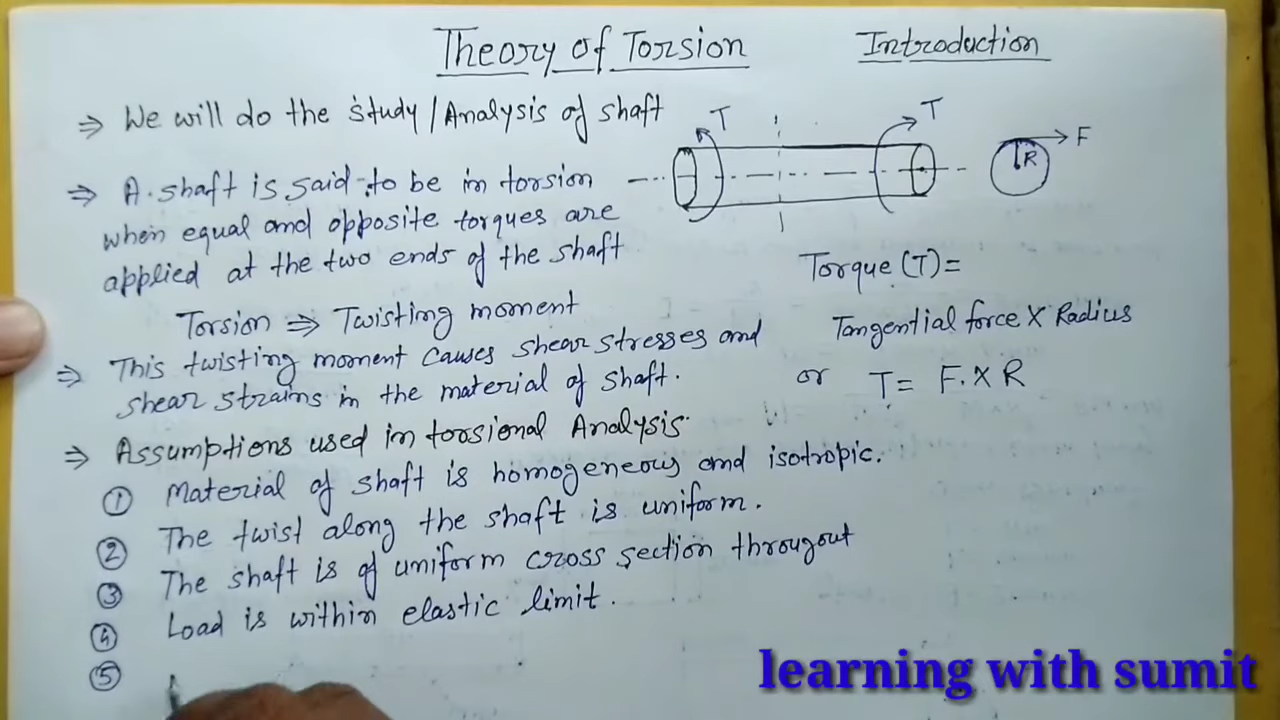 Theory of Torsion
Introduction
⇒ We will do the study/Analysis of shaft
⇒ A shaft is said to be in torsion
when equal and opposite torques are
applied at the two ends of the shaft
Torsion ⇒ Twisting moment
⇒ This twisting moment causes shear stresses and
shear strains in the material of shaft.
⇒ Assumptions used in torsional Analysis.
① Material of shaft is homogeneous and isotropic.
② The twist along the shaft is uniform.
③ The shaft is of uniform cross section througout
④ Load is within elastic limit.
⑤
T
T
F
R
Torque (T) =
Tangential force X Radius
or T = F. X R
learning with sumit